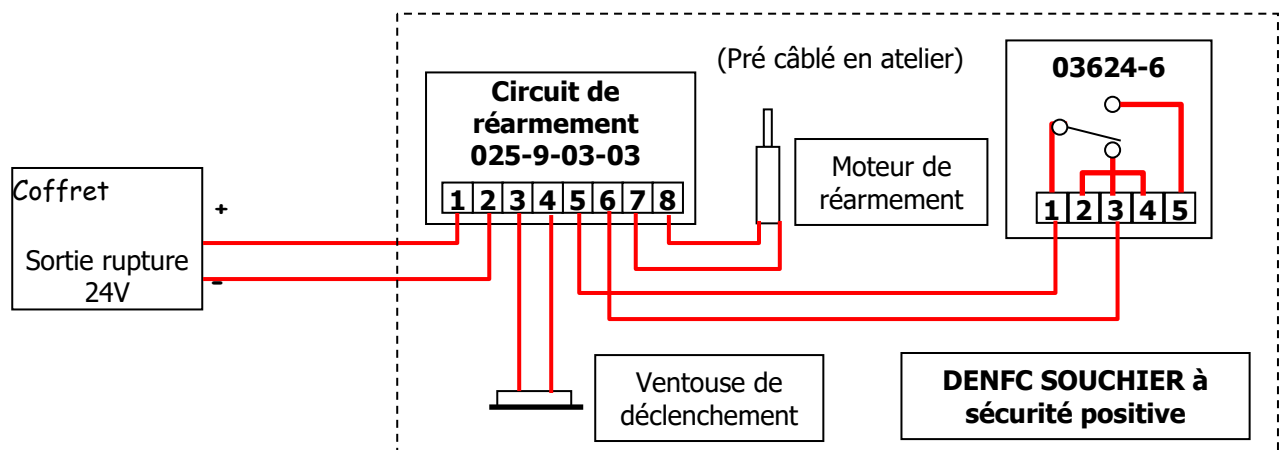 (Pré câblé en atelier)
03624-6
Circuit de
réarmement
025-9-03-03
1 2 3 4 5 6 7 8
Moteur de
réarmement
1 2 3 4 5
Coffret
+
Sortie rupture
24V
-
Ventouse de
déclenchement
DENFC SOUCHIER à
sécurité positive